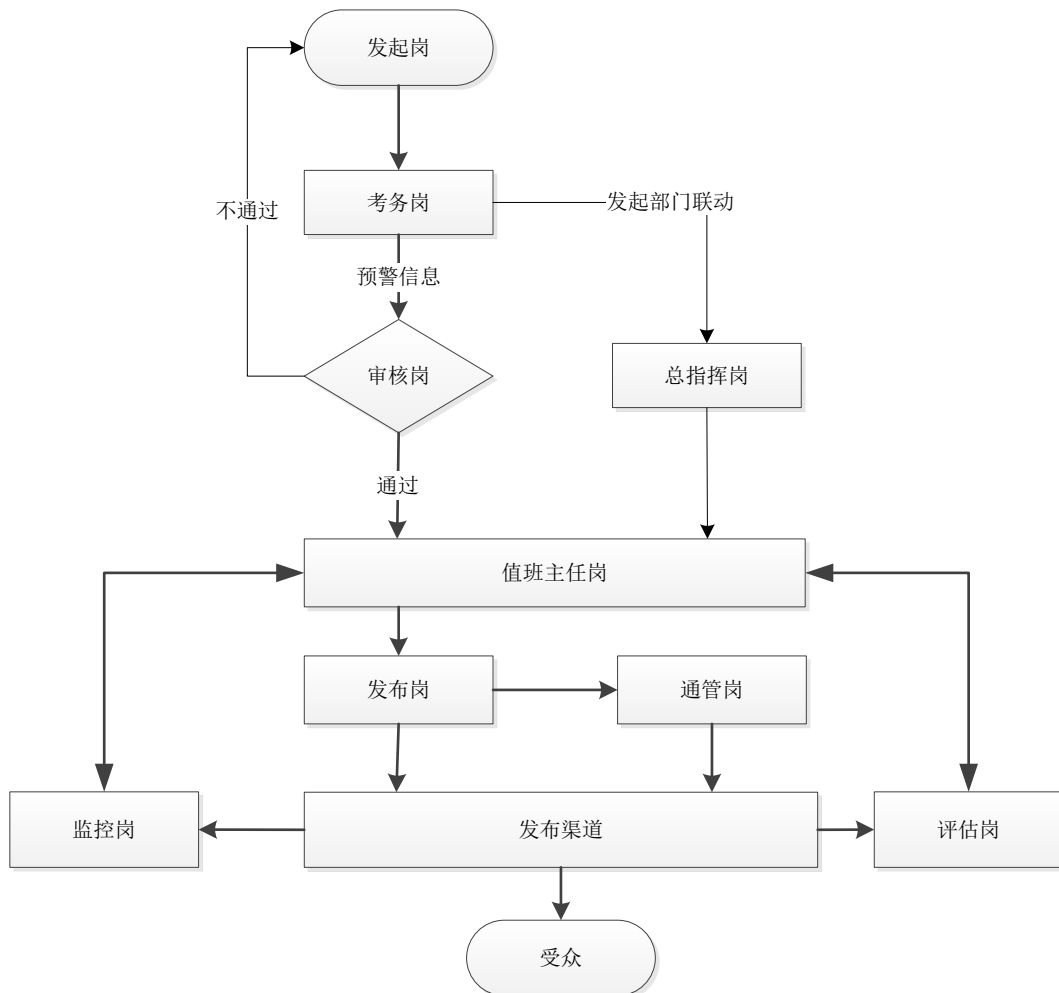 发起岗
考务岗
发起部门联动
不通过
预警信息
审核岗
总指挥岗
通过
值班主任岗
发布岗
通管岗
监控岗
发布渠道
评估岗
受众